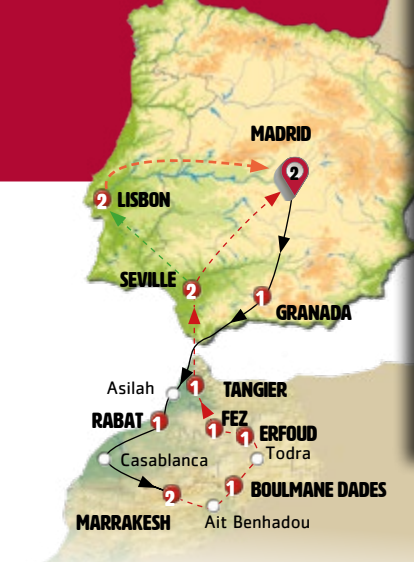 MADRID
2
2 LISBON
SEVILLE
2
1
GRANADA
Asilah
1 TANGIER
RABAT 1
1 FEZ
1 ERFOUD
Casablanca
Todra
2
1 BOULMANE DADES
MARRAKESH
Ait Benhadou